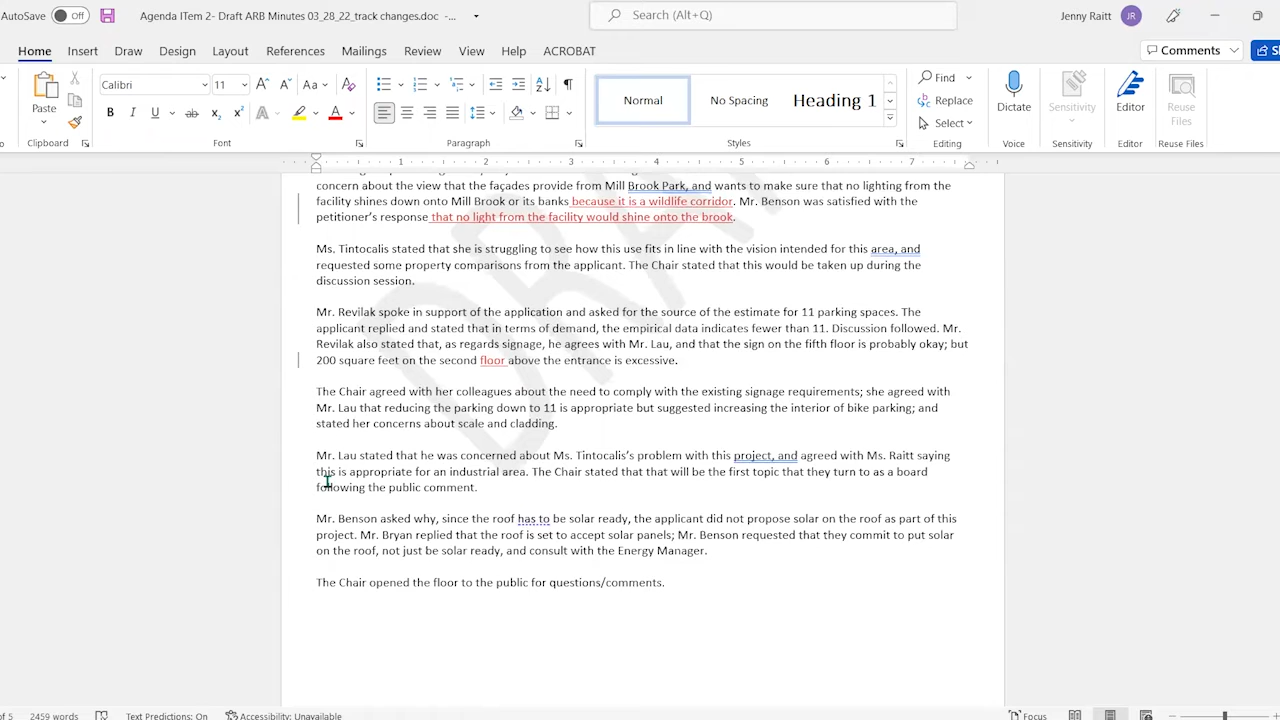 AutoSave Off Agenda ITem 2- Draft ARB Minutes 03_28_22_track changes.doc -... Search (Alt+Q) Jenny Raitt JR
Home Insert Draw Design Layout References Mailings Review View Help ACROBAT Comments
Paste Calibri 11 Aa Normal No Spacing Heading 1 Find Replace Select Dictate Sensitivity Editor Reuse Files
Clipboard Font Paragraph Styles Editing Voice Sensitivity Editor Reuse Files
1 2 3 4 5 6 7
concern about the view that the façades provide from Mill Brook Park, and wants to make sure that no lighting from the
facility shines down onto Mill Brook or its banks because it is a wildlife corridor. Mr. Benson was satisfied with the
petitioner's response that no light from the facility would shine onto the brook.
Ms. Tintocalis stated that she is struggling to see how this use fits in line with the vision intended for this area, and
requested some property comparisons from the applicant. The Chair stated that this would be taken up during the
discussion session.
Mr. Revilak spoke in support of the application and asked for the source of the estimate for 11 parking spaces. The
applicant replied and stated that in terms of demand, the empirical data indicates fewer than 11. Discussion followed. Mr.
Revilak also stated that, as regards signage, he agrees with Mr. Lau, and that the sign on the fifth floor is probably okay; but
200 square feet on the second floor above the entrance is excessive.
The Chair agreed with her colleagues about the need to comply with the existing signage requirements; she agreed with
Mr. Lau that reducing the parking down to 11 is appropriate but suggested increasing the interior of bike parking; and
stated her concerns about scale and cladding.
Mr. Lau stated that he was concerned about Ms. Tintocalis's problem with this project, and agreed with Ms. Raitt saying
this is appropriate for an industrial area. The Chair stated that that will be the first topic that they turn to as a board
following the public comment.
Mr. Benson asked why, since the roof has to be solar ready, the applicant did not propose solar on the roof as part of this
project. Mr. Bryan replied that the roof is set to accept solar panels; Mr. Benson requested that they commit to put solar
on the roof, not just be solar ready, and consult with the Energy Manager.
The Chair opened the floor to the public for questions/comments.
of 5 2459 words Text Predictions: On Accessibility: Unavailable Focus